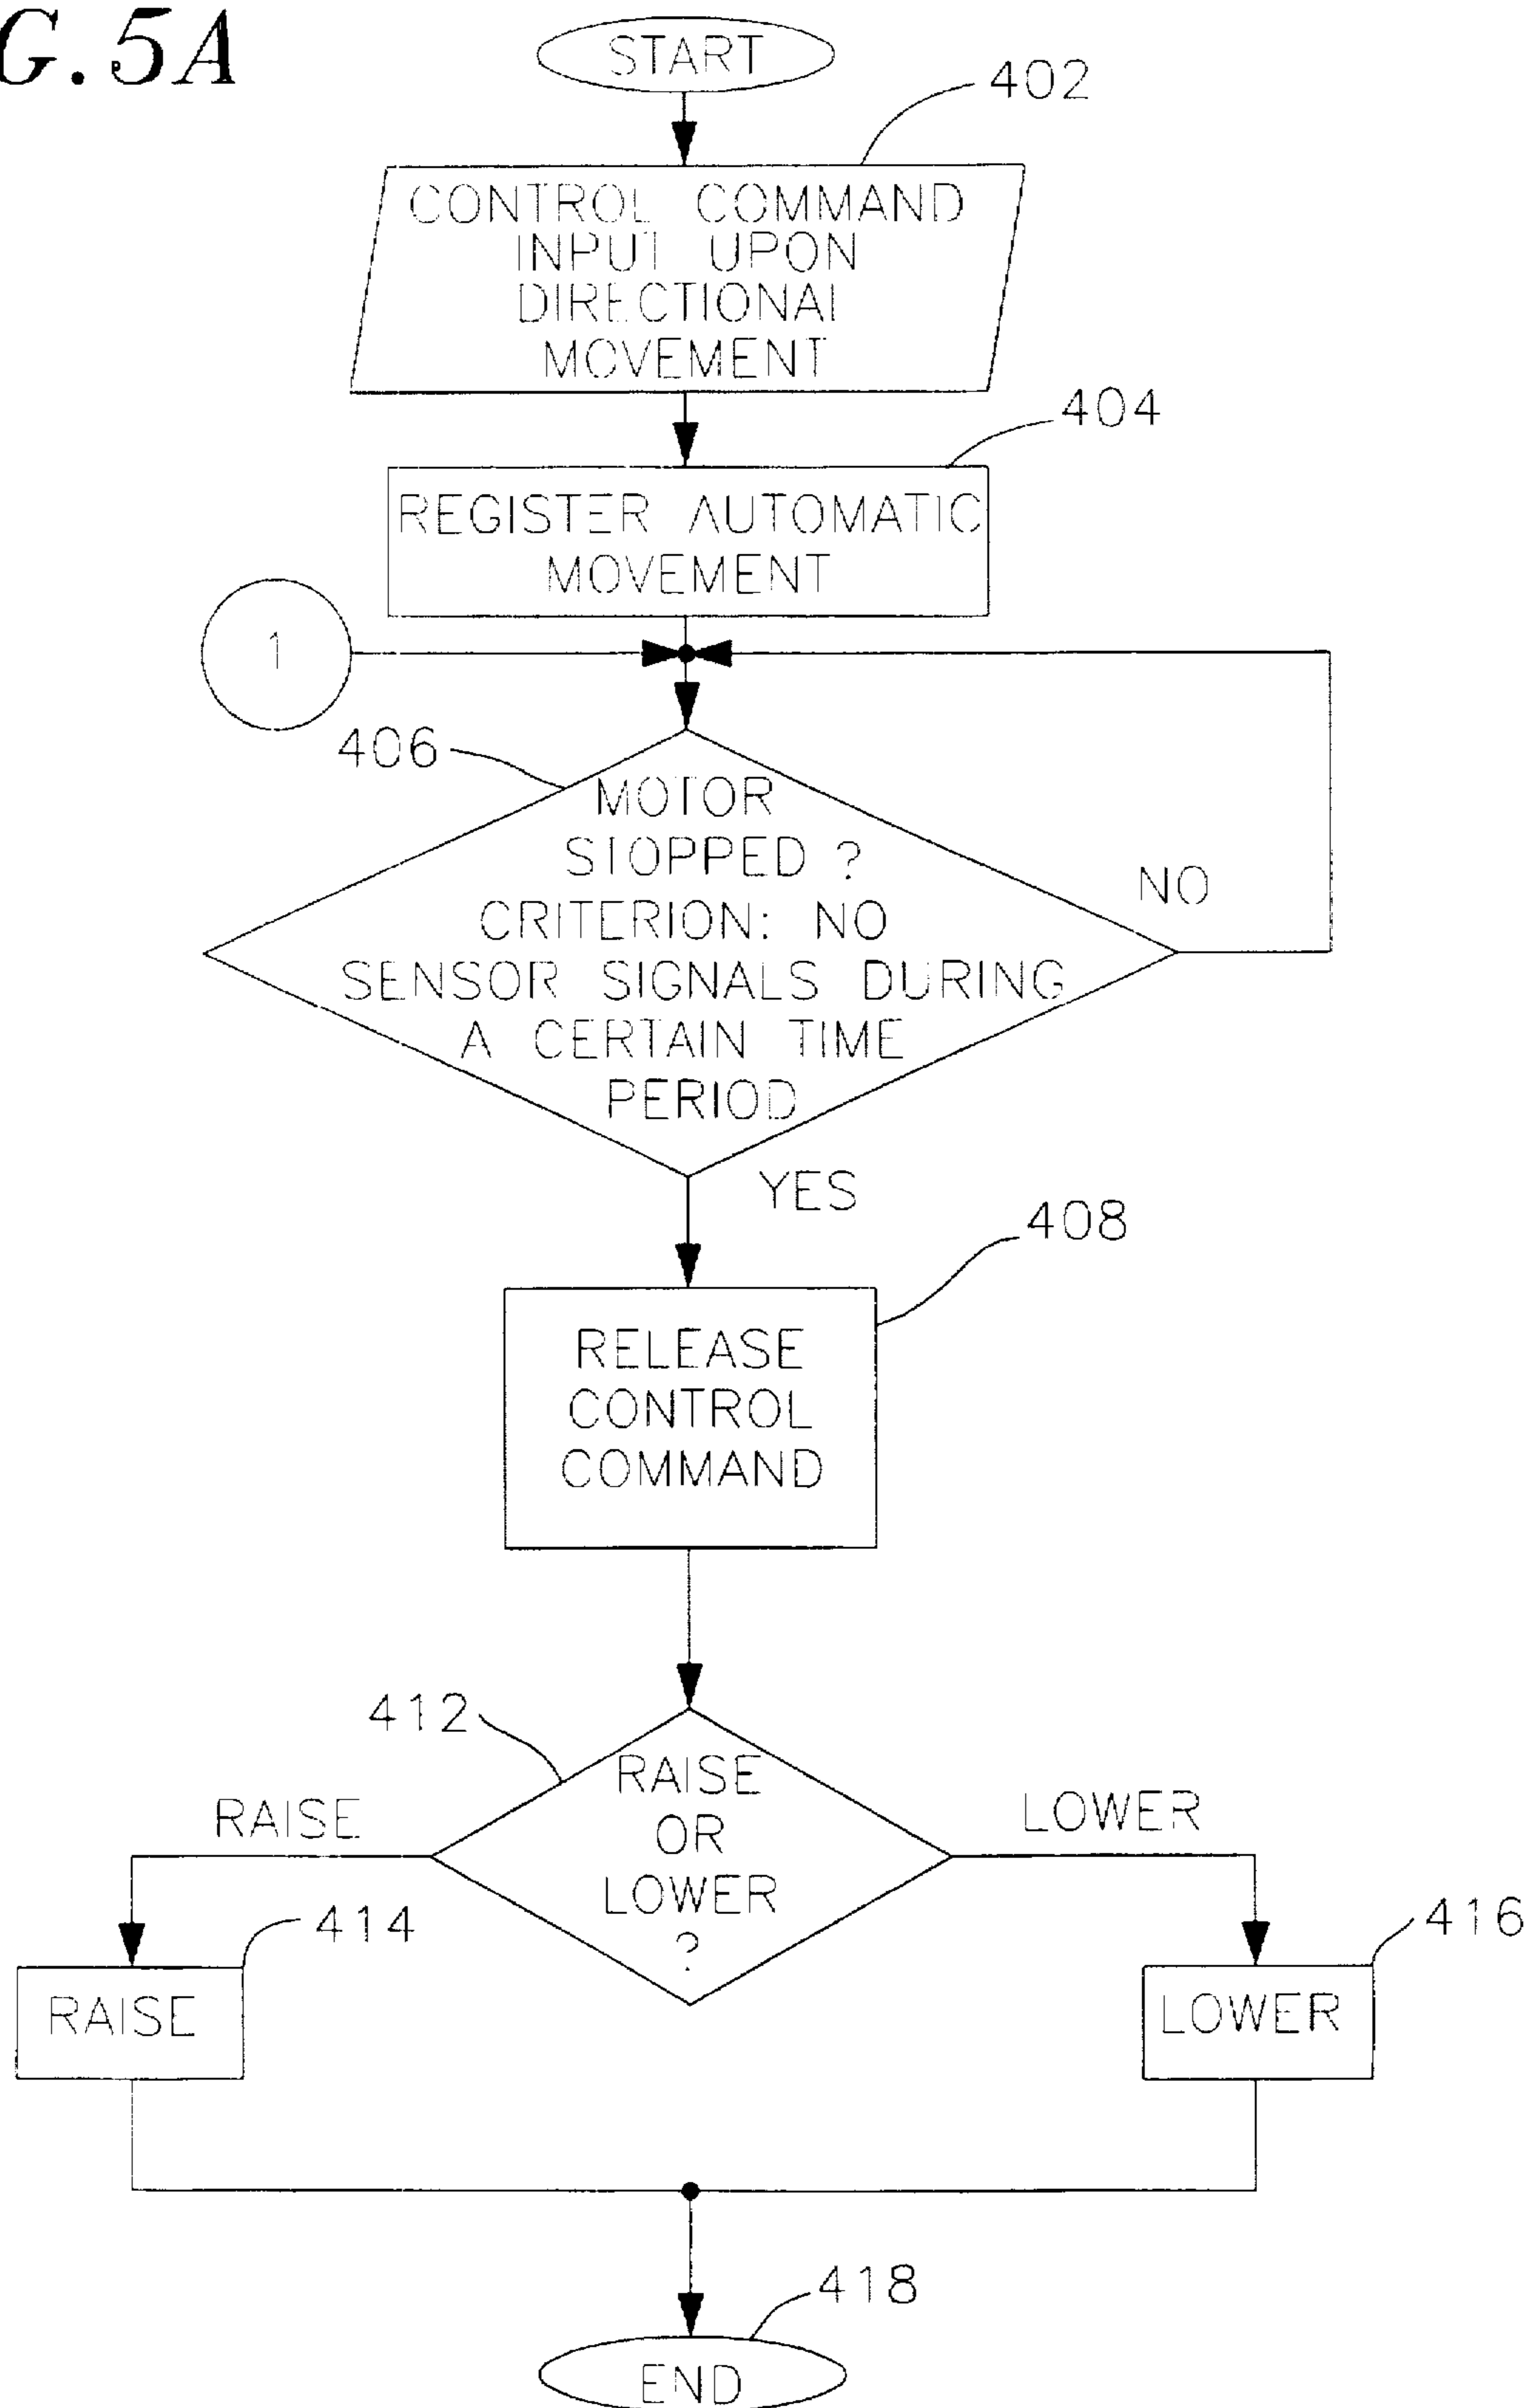 G.5A
START
402
CONTROL COMMAND
INPUT UPON
DIRECTIONAL
MOVEMENT
404
REGISTER AUTOMATIC
MOVEMENT
1
406
MOTOR
STOPPED ?
CRITERION: NO
SENSOR SIGNALS DURING
A CERTAIN TIME
PERIOD
NO
YES
408
RELEASE
CONTROL
COMMAND
412
RAISE
OR
LOWER
?
RAISE
LOWER
414
RAISE
416
LOWER
418
END